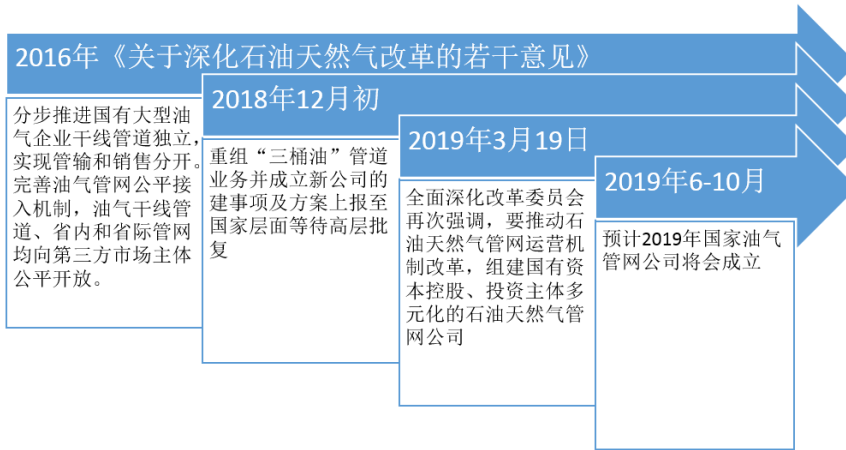 2016年《关于深化石油天然气改革的若干意见》
分步推进国有大型油
气企业干线管道独立，
实现管输和销售分开。
完善油气管网公平接
入机制，油气干线管
道、省内和省际管网
均向第三方市场主体
公平开放。
2018年12月初
重组“三桶油”管道
业务并成立新公司的
建事项及方案上报至
国家层面等待高层批
复
2019年3月19日
全面深化改革委员会
再次强调，要推动石
油天然气管网运营机
制改革，组建国有资
本控股、投资主体多
元化的石油天然气管
网公司
2019年6-10月
预计2019年国家油气
管网公司将会成立